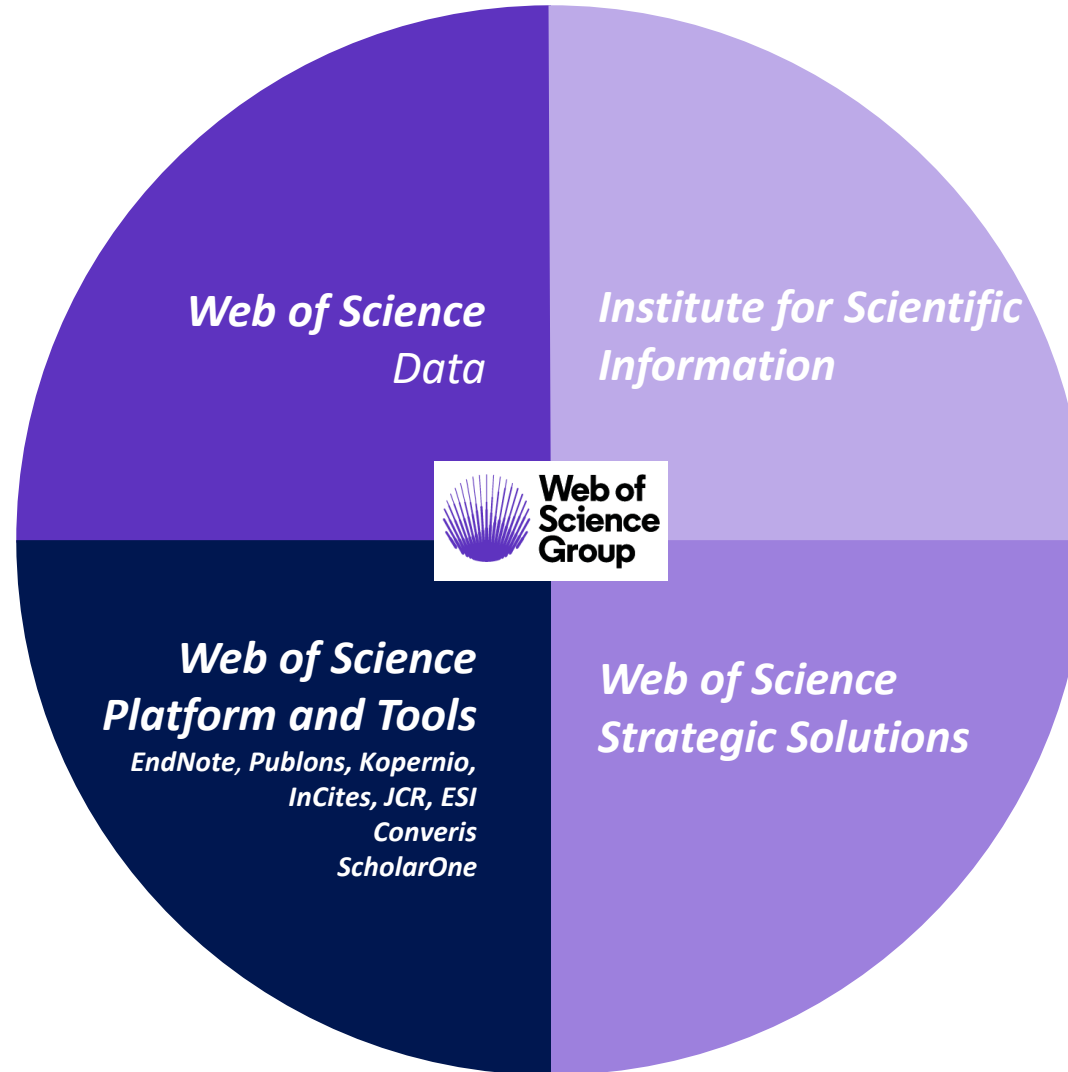 Web of Science
Data
Institute for Scientific
Information
Web of
Science
Group
Web of Science
Platform and Tools
EndNote, Publons, Kopernio,
InCites, JCR, ESI
Converis
ScholarOne
Web of Science
Strategic Solutions